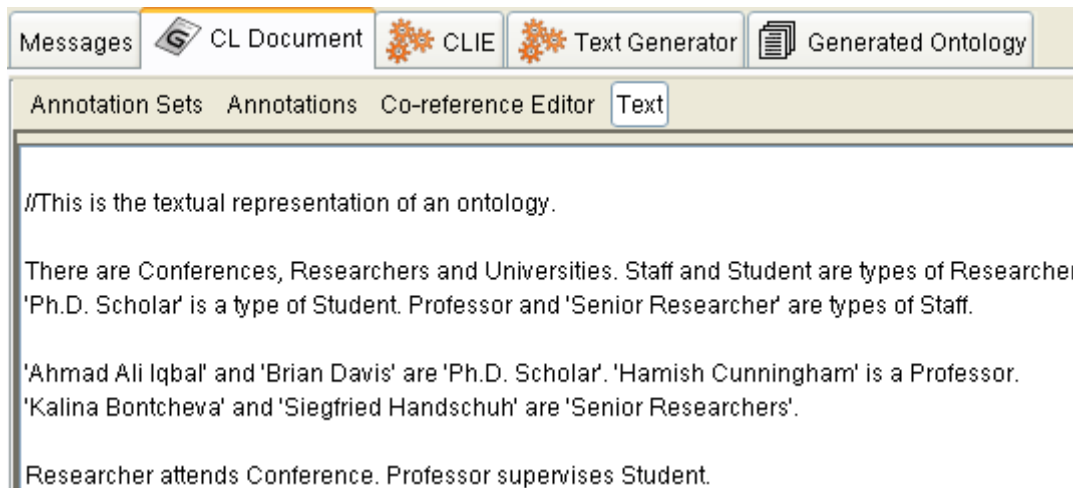 Messages CL Document CLIE Text Generator Generated Ontology
Annotation Sets Annotations Co-reference Editor Text
//This is the textual representation of an ontology.
There are Conferences, Researchers and Universities. Staff and Student are types of Researcher
'Ph.D. Scholar' is a type of Student. Professor and 'Senior Researcher' are types of Staff.
'Ahmad Ali Iqbal' and 'Brian Davis' are 'Ph.D. Scholar'. 'Hamish Cunningham' is a Professor.
'Kalina Bontcheva' and 'Siegfried Handschuh' are 'Senior Researchers'.
Researcher attends Conference. Professor supervises Student.